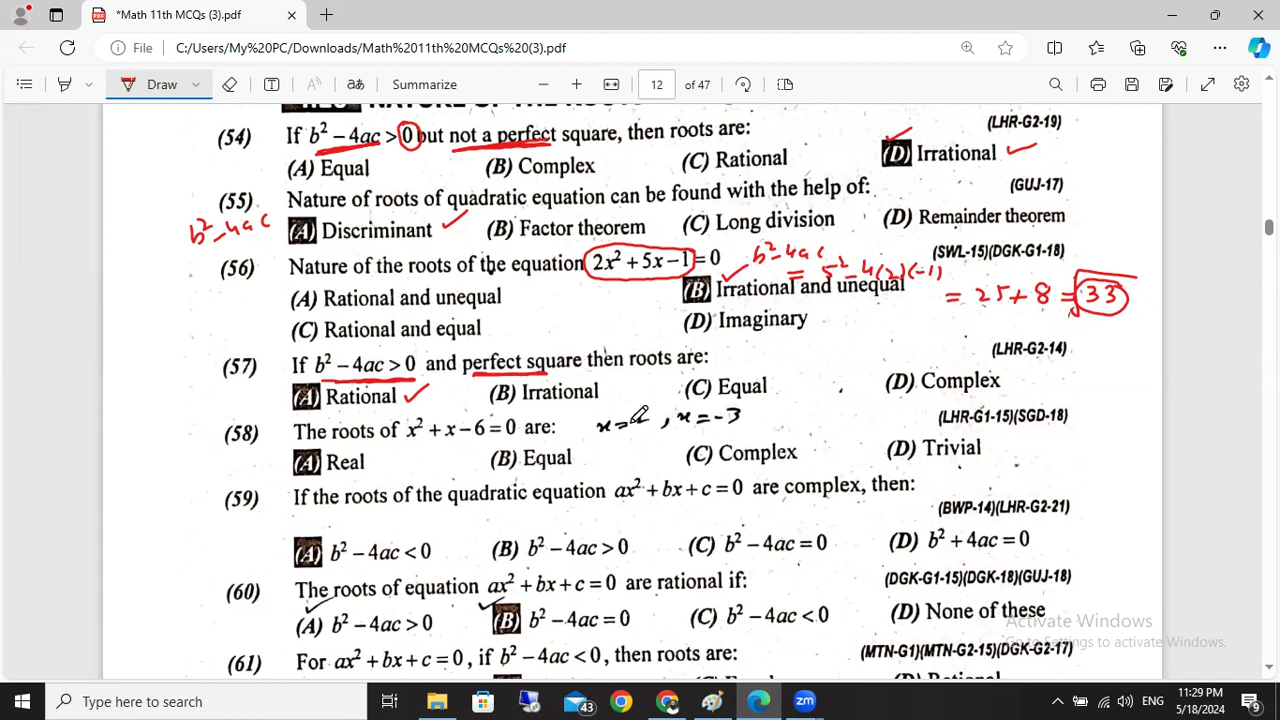 *Math 11th MCQs (3).pdf
File C:/Users/My%20PC/Downloads/Math%2011th%20MCQs%20(3).pdf
Draw Summarize 12 of 47
(54) If b² – 4ac > 0 but not a perfect square, then roots are: (LHR-G2-19)
(A) Equal (B) Complex (C) Rational (D) Irrational
(55) Nature of roots of quadratic equation can be found with the help of: (GUJ-17)
b²-4ac (A) Discriminant (B) Factor theorem (C) Long division (D) Remainder theorem
(56) Nature of the roots of the equation 2x² + 5x – 1 = 0 (SWL-15)(DGK-G1-18)
b²-4ac
= 5²-4(2)(-1)
(A) Rational and unequal (B) Irrational and unequal
= 25+8 = √33
(C) Rational and equal (D) Imaginary
(57) If b² – 4ac > 0 and perfect square then roots are: (LHR-G2-14)
(A) Rational (B) Irrational (C) Equal (D) Complex
(58) The roots of x² + x – 6 = 0 are: x=2, x=-3 (LHR-G1-15)(SGD-18)
(A) Real (B) Equal (C) Complex (D) Trivial
(59) If the roots of the quadratic equation ax² + bx + c = 0 are complex, then:
(BWP-14)(LHR-G2-21)
(A) b² – 4ac < 0 (B) b² – 4ac > 0 (C) b² – 4ac = 0 (D) b² + 4ac = 0
(60) The roots of equation ax² + bx + c = 0 are rational if: (DGK-G1-15)(DGK-18)(GUJ-18)
(A) b² – 4ac > 0 (B) b² – 4ac = 0 (C) b² – 4ac < 0 (D) None of these
Activate Windows
Go to Settings to activate Windows.
(61) For ax² + bx + c = 0, if b² – 4ac < 0, then roots are: (MTN-G1)(MTN-G2-15)(DGK-G2-17)
Type here to search 43 zm ENG 11:29 PM
5/18/2024 9